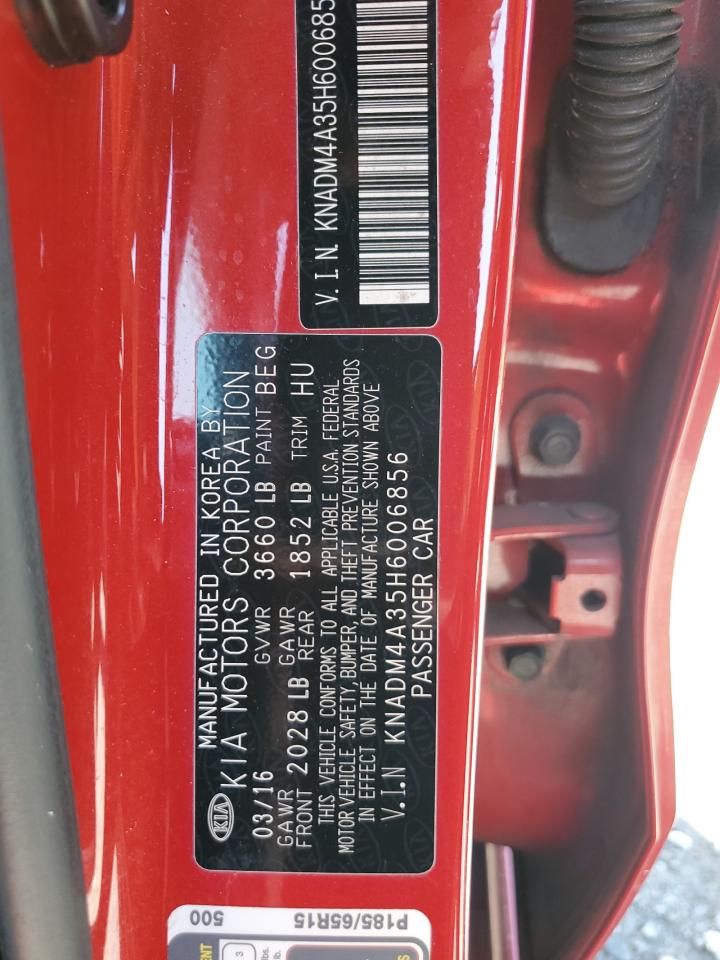 V.I.N KNADM4A35H600685
MANUFACTURED IN KOREA BY
KIA KIA MOTORS CORPORATION
03/16 GVWR 3660 LB PAINT BEG
GAWR FRONT 2028 LB GAWR REAR 1852 LB TRIM HU
THIS VEHICLE CONFORMS TO ALL APPLICABLE U.S.A. FEDERAL
MOTOR VEHICLE SAFETY, BUMPER, AND THEFT PREVENTION STANDARDS
IN EFFECT ON THE DATE OF MANUFACTURE SHOWN ABOVE
V.I.N KNADM4A35H6006856
PASSENGER CAR
P185/65R15
500
3